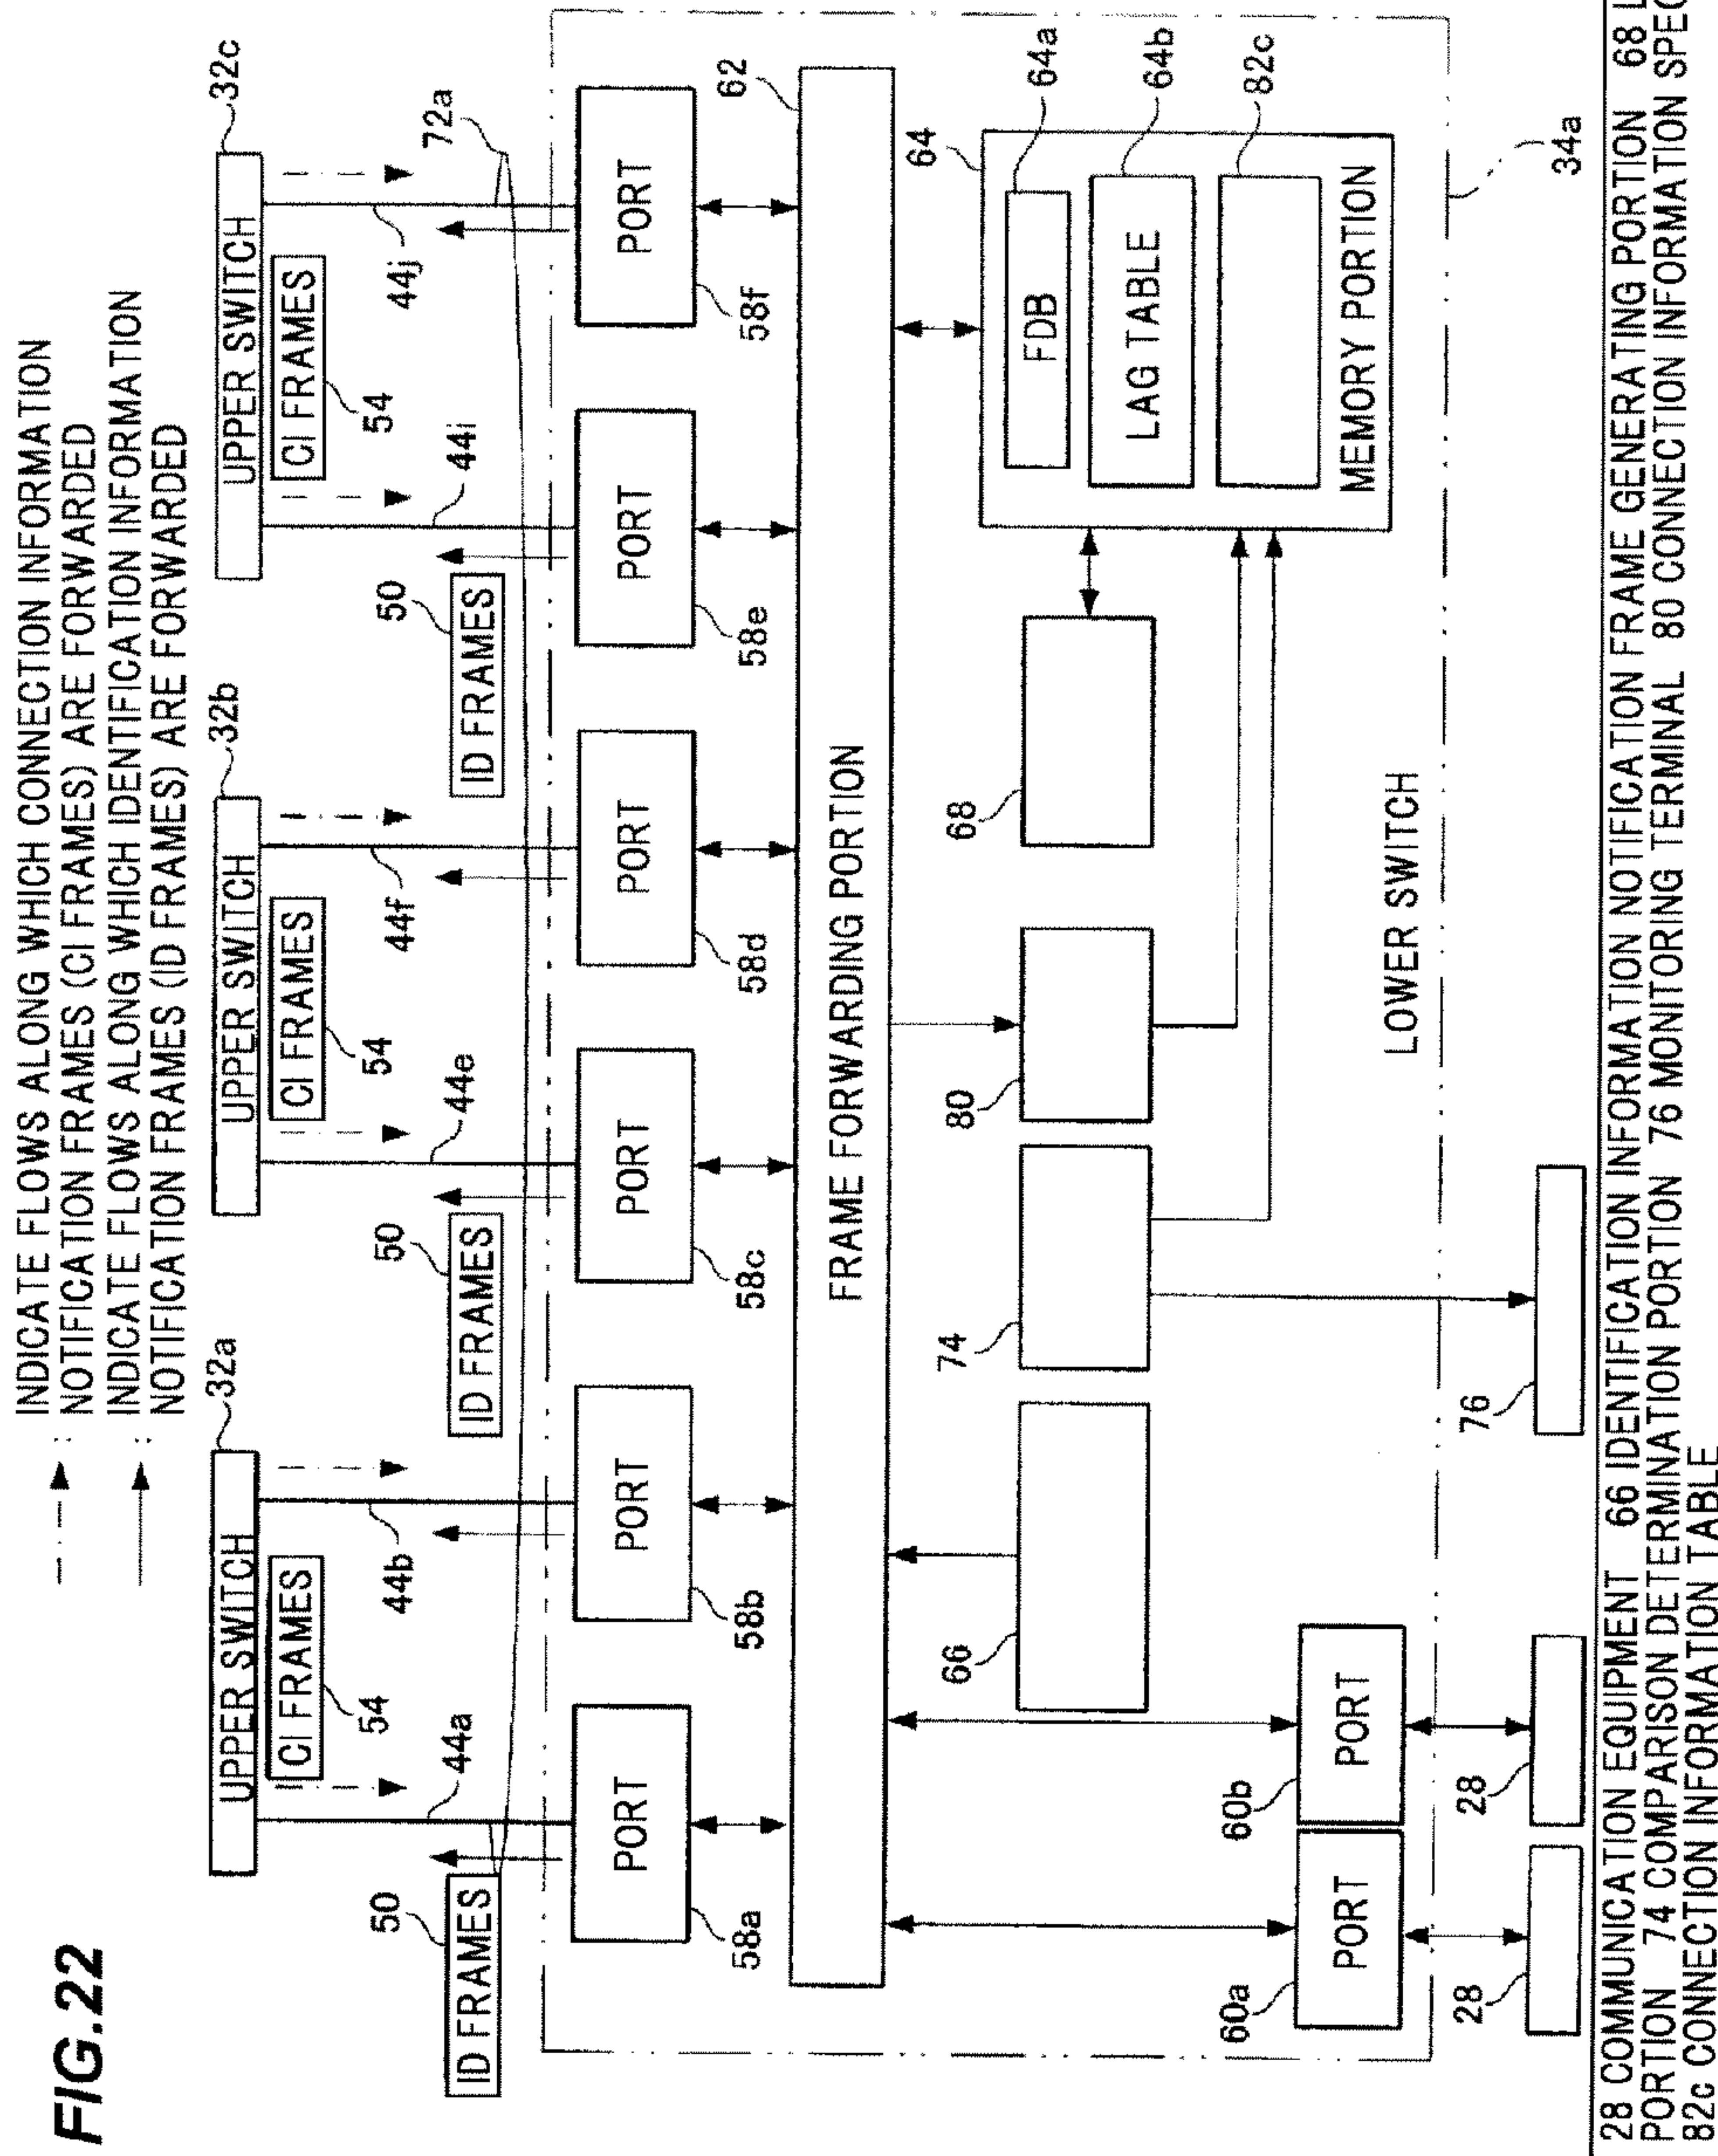 FIG.22
: INDICATE FLOWS ALONG WHICH CONNECTION INFORMATION
NOTIFICATION FRAMES (CI FRAMES) ARE FORWARDED
: INDICATE FLOWS ALONG WHICH IDENTIFICATION INFORMATION
NOTIFICATION FRAMES (ID FRAMES) ARE FORWARDED
32a
32b
32c
UPPER SWITCH
UPPER SWITCH
UPPER SWITCH
CI FRAMES
CI FRAMES
CI FRAMES
54
54
54
44a
44b
44e
44f
44i
44j
72a
50
50
50
ID FRAMES
ID FRAMES
ID FRAMES
PORT
PORT
PORT
PORT
PORT
PORT
58a
58b
58c
58d
58e
58f
62
FRAME FORWARDING PORTION
66
74
80
68
64
FDB
64a
LAG TABLE
64b
82c
MEMORY PORTION
60a
60b
PORT
PORT
LOWER SWITCH
34a
28
28
76
28 COMMUNICATION EQUIPMENT 66 IDENTIFICATION INFORMATION NOTIFICATION FRAME GENERATING PORTION 68
PORTION 74 COMPARISON DETERMINATION PORTION 76 MONITORING TERMINAL 80 CONNECTION INFORMATION
82c CONNECTION INFORMATION TABLE